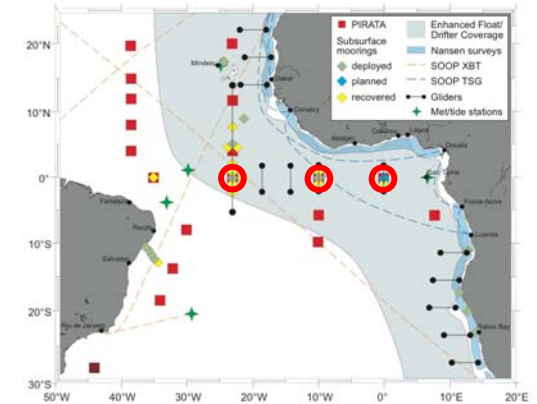 20°N
10°N
0°
10°S
20°S
30°S
50°W
40°W
30°W
20°W
10°W
0°E
10°E
20°E
PIRATA
Subsurface
moorings
deployed
planned
recovered
Enhanced Float/
Drifter Coverage
Nansen surveys
SOOP XBT
SOOP TSG
Gliders
Met/tide stations
Mindelo
Dakar
Conakry
Abidjan
Lagos
Douala
Sao Tome
Pointe-Noire
Luanda
Walvis Bay
Fortaleza
Recife
Salvador
Rio de Janeiro